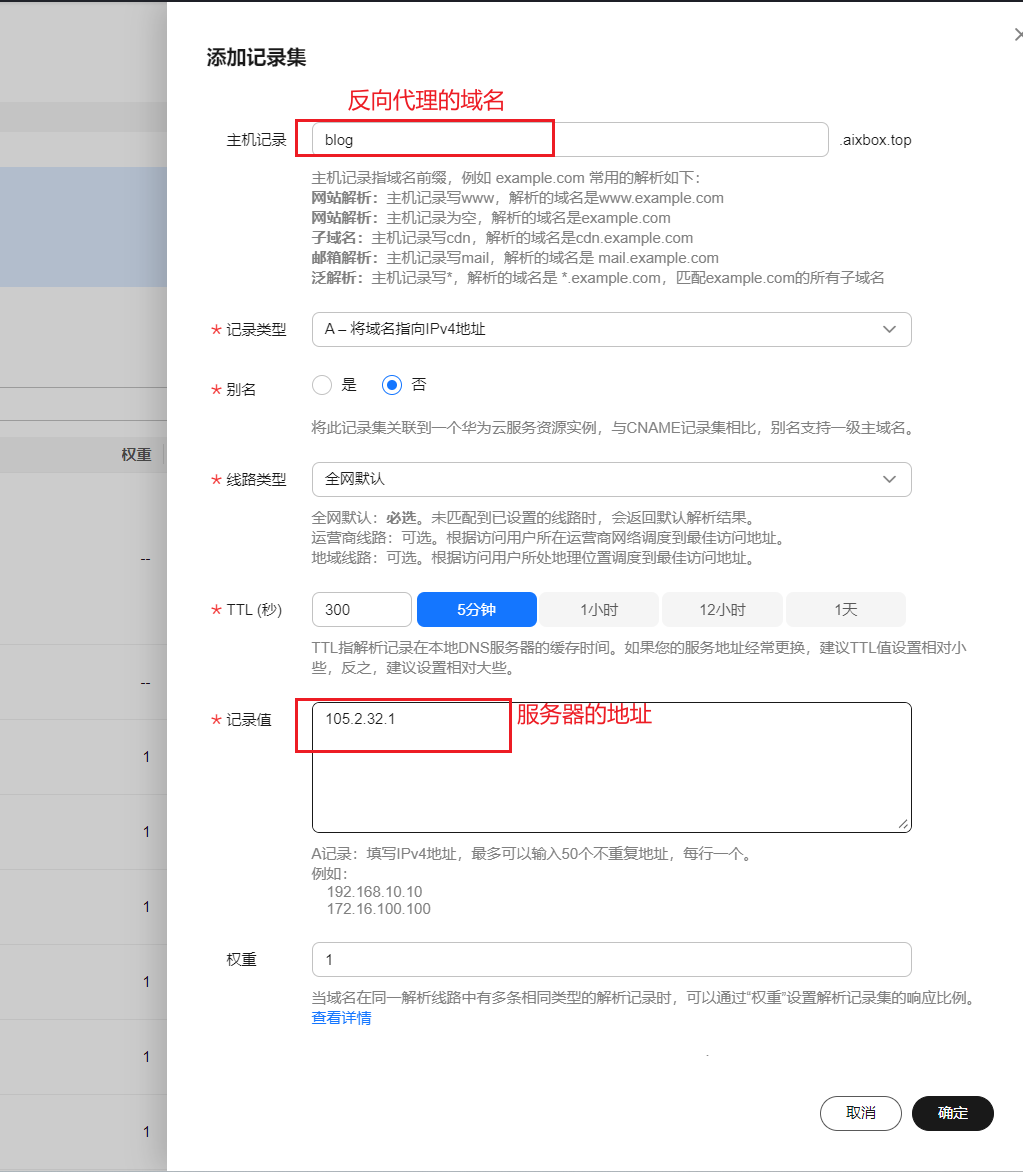 添加记录集
反向代理的域名
主机记录 blog .aixbox.top
主机记录指域名前缀，例如 example.com 常用的解析如下：
网站解析：主机记录写www，解析的域名是www.example.com
网站解析：主机记录为空，解析的域名是example.com
子域名：主机记录写cdn，解析的域名是cdn.example.com
邮箱解析：主机记录写mail，解析的域名是 mail.example.com
泛解析：主机记录写*，解析的域名是 *.example.com，匹配example.com的所有子域名
* 记录类型 A – 将域名指向IPv4地址
* 别名 是 否
将此记录集关联到一个华为云服务资源实例，与CNAME记录集相比，别名支持一级主域名。
权重
* 线路类型 全网默认
全网默认：必选。未匹配到已设置的线路时，会返回默认解析结果。
运营商线路：可选。根据访问用户所在运营商网络调度到最佳访问地址。
地域线路：可选。根据访问用户所处地理位置调度到最佳访问地址。
--
* TTL (秒) 300 5分钟 1小时 12小时 1天
TTL指解析记录在本地DNS服务器的缓存时间。如果您的服务地址经常更换，建议TTL值设置相对小
些，反之，建议设置相对大些。
--
* 记录值 105.2.32.1 服务器的地址
1
1
A记录：填写IPv4地址，最多可以输入50个不重复地址，每行一个。
例如：
192.168.10.10
172.16.100.100
1
权重 1
1
当域名在同一解析线路中有多条相同类型的解析记录时，可以通过“权重”设置解析记录集的响应比例。
查看详情
1
取消 确定
1